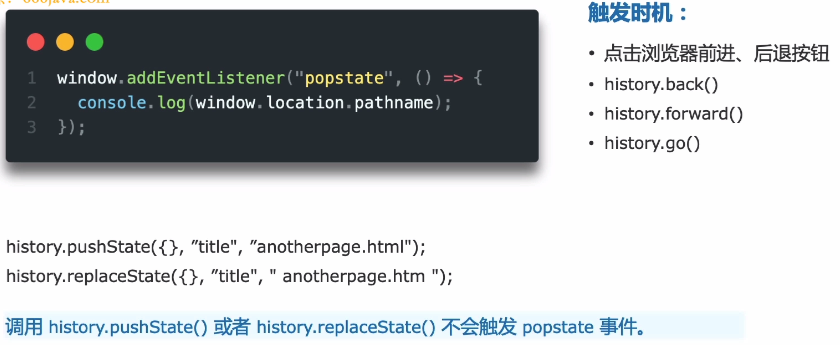 window.addEventListener("popstate", () => {
console.log(window.location.pathname);
});
1
2
3
触发时机：
• 点击浏览器前进、后退按钮
• history.back()
• history.forward()
• history.go()
history.pushState({}, ”title", ”anotherpage.html");
history.replaceState({}, ”title", " anotherpage.htm ");
调用 history.pushState() 或者 history.replaceState() 不会触发 popstate 事件。